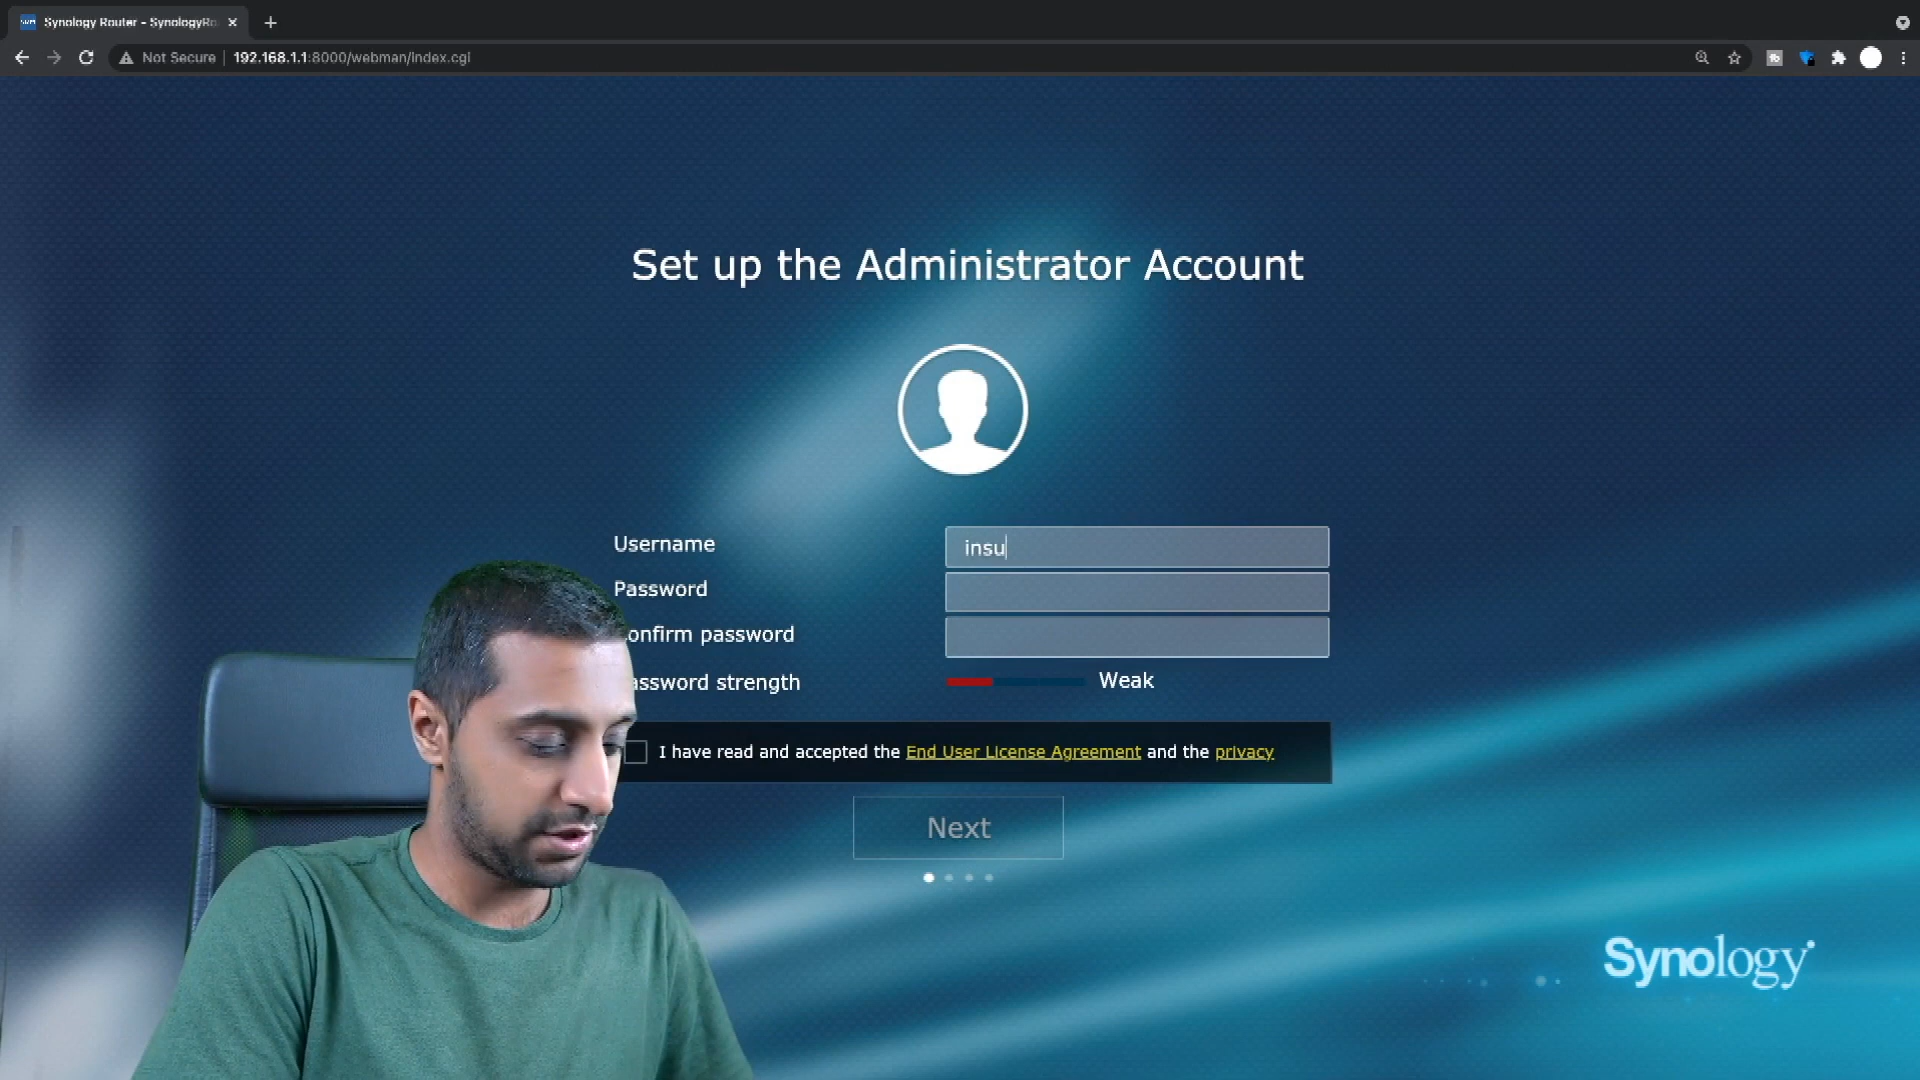 Synology Router - SynologyRo
Not Secure 192.168.1.1:8000/webman/index.cgi
Set up the Administrator Account
Username
insu
Password
onfirm password
assword strength
Weak
I have read and accepted the End User License Agreement and the privacy
Next
Synology